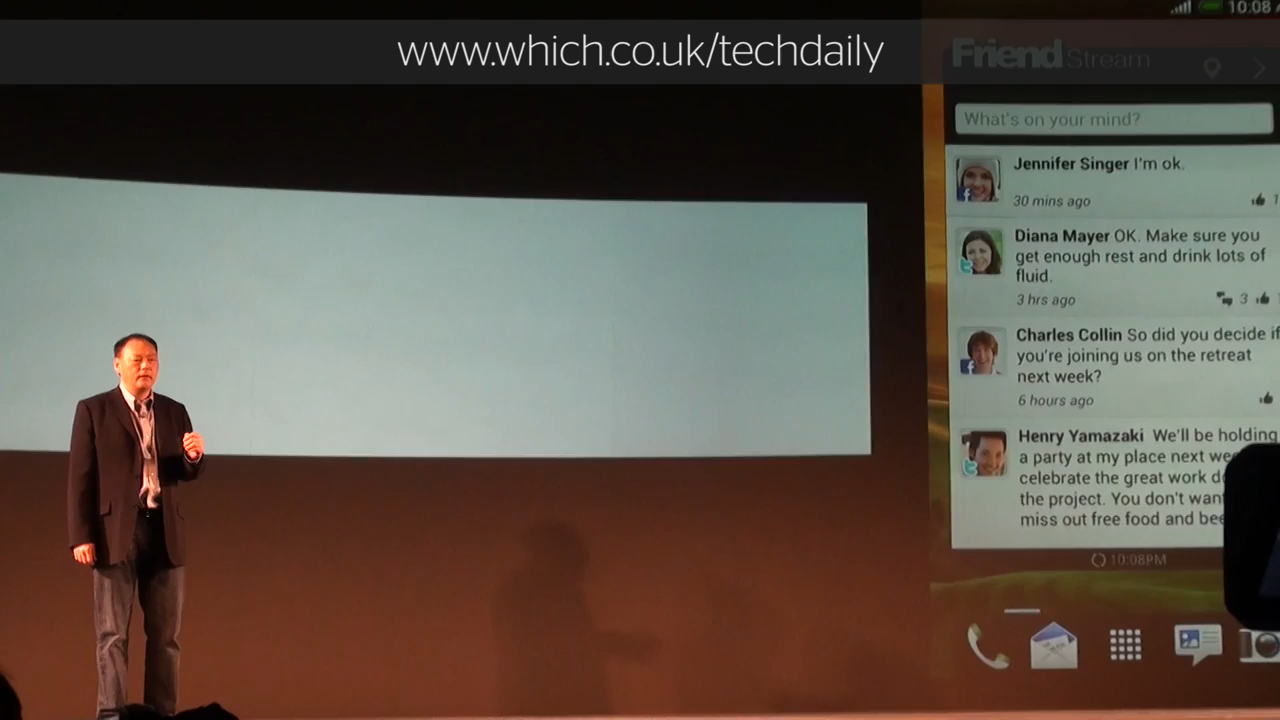 www.which.co.uk/techdaily
10:08
Friend Stream
What's on your mind?
Jennifer Singer I'm ok.
30 mins ago
Diana Mayer OK. Make sure you
get enough rest and drink lots of
fluid.
3 hrs ago 3
Charles Collin So did you decide if
you're joining us on the retreat
next week?
6 hours ago
Henry Yamazaki We'll be holding
a party at my place next
celebrate the great work
the project. You don't want
miss out free food and
10:08PM